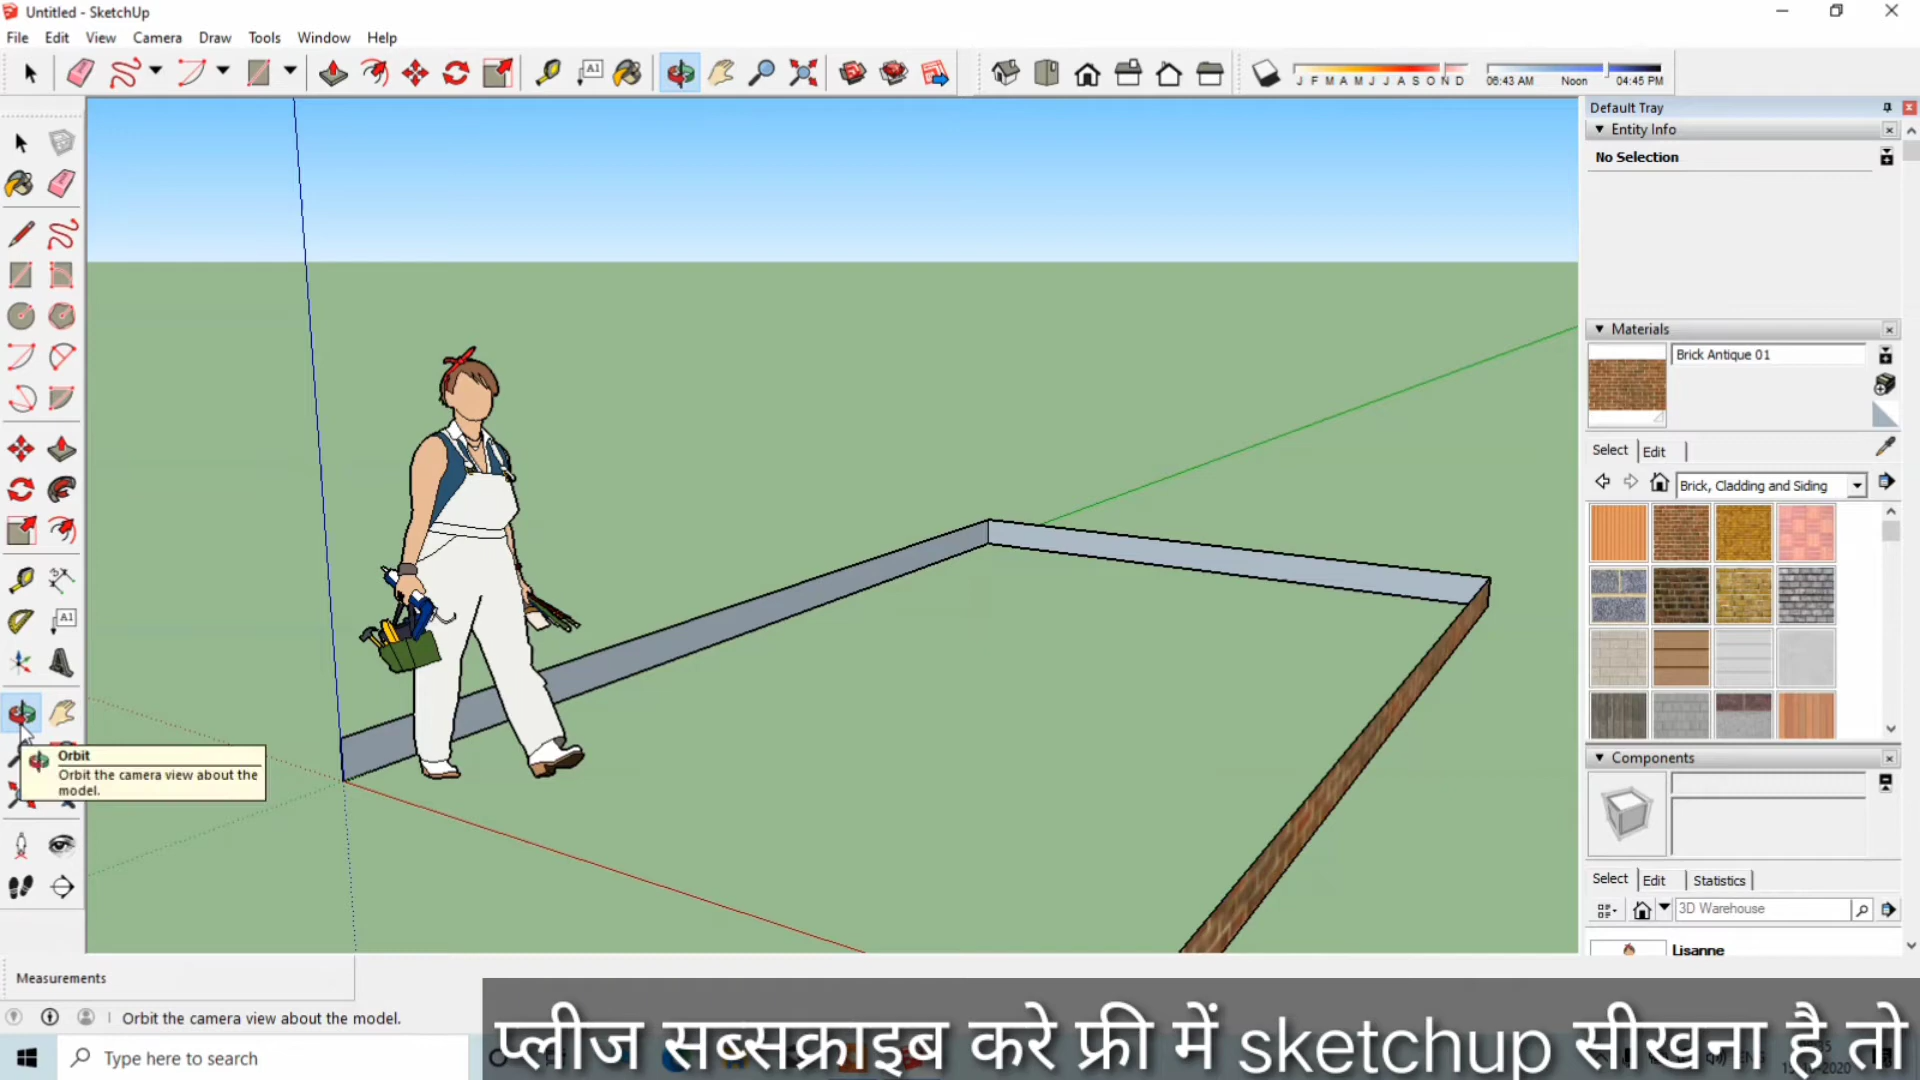 Untitled - SketchUp
File Edit View Camera Draw Tools Window Help
A1
J F M A M J J A S O N D
06:43 AM Noon 04:45 PM
Default Tray
Entity Info
No Selection
Materials
Brick Antique 01
Select Edit
Brick, Cladding and Siding
A1
Orbit
Orbit the camera view about the
model.
Components
Select Edit Statistics
3D Warehouse
Lisanne
Measurements
Orbit the camera view about the model.
Type here to search
प्लीज सब्सक्राइब करे फ्री में sketchup सीखना है तो